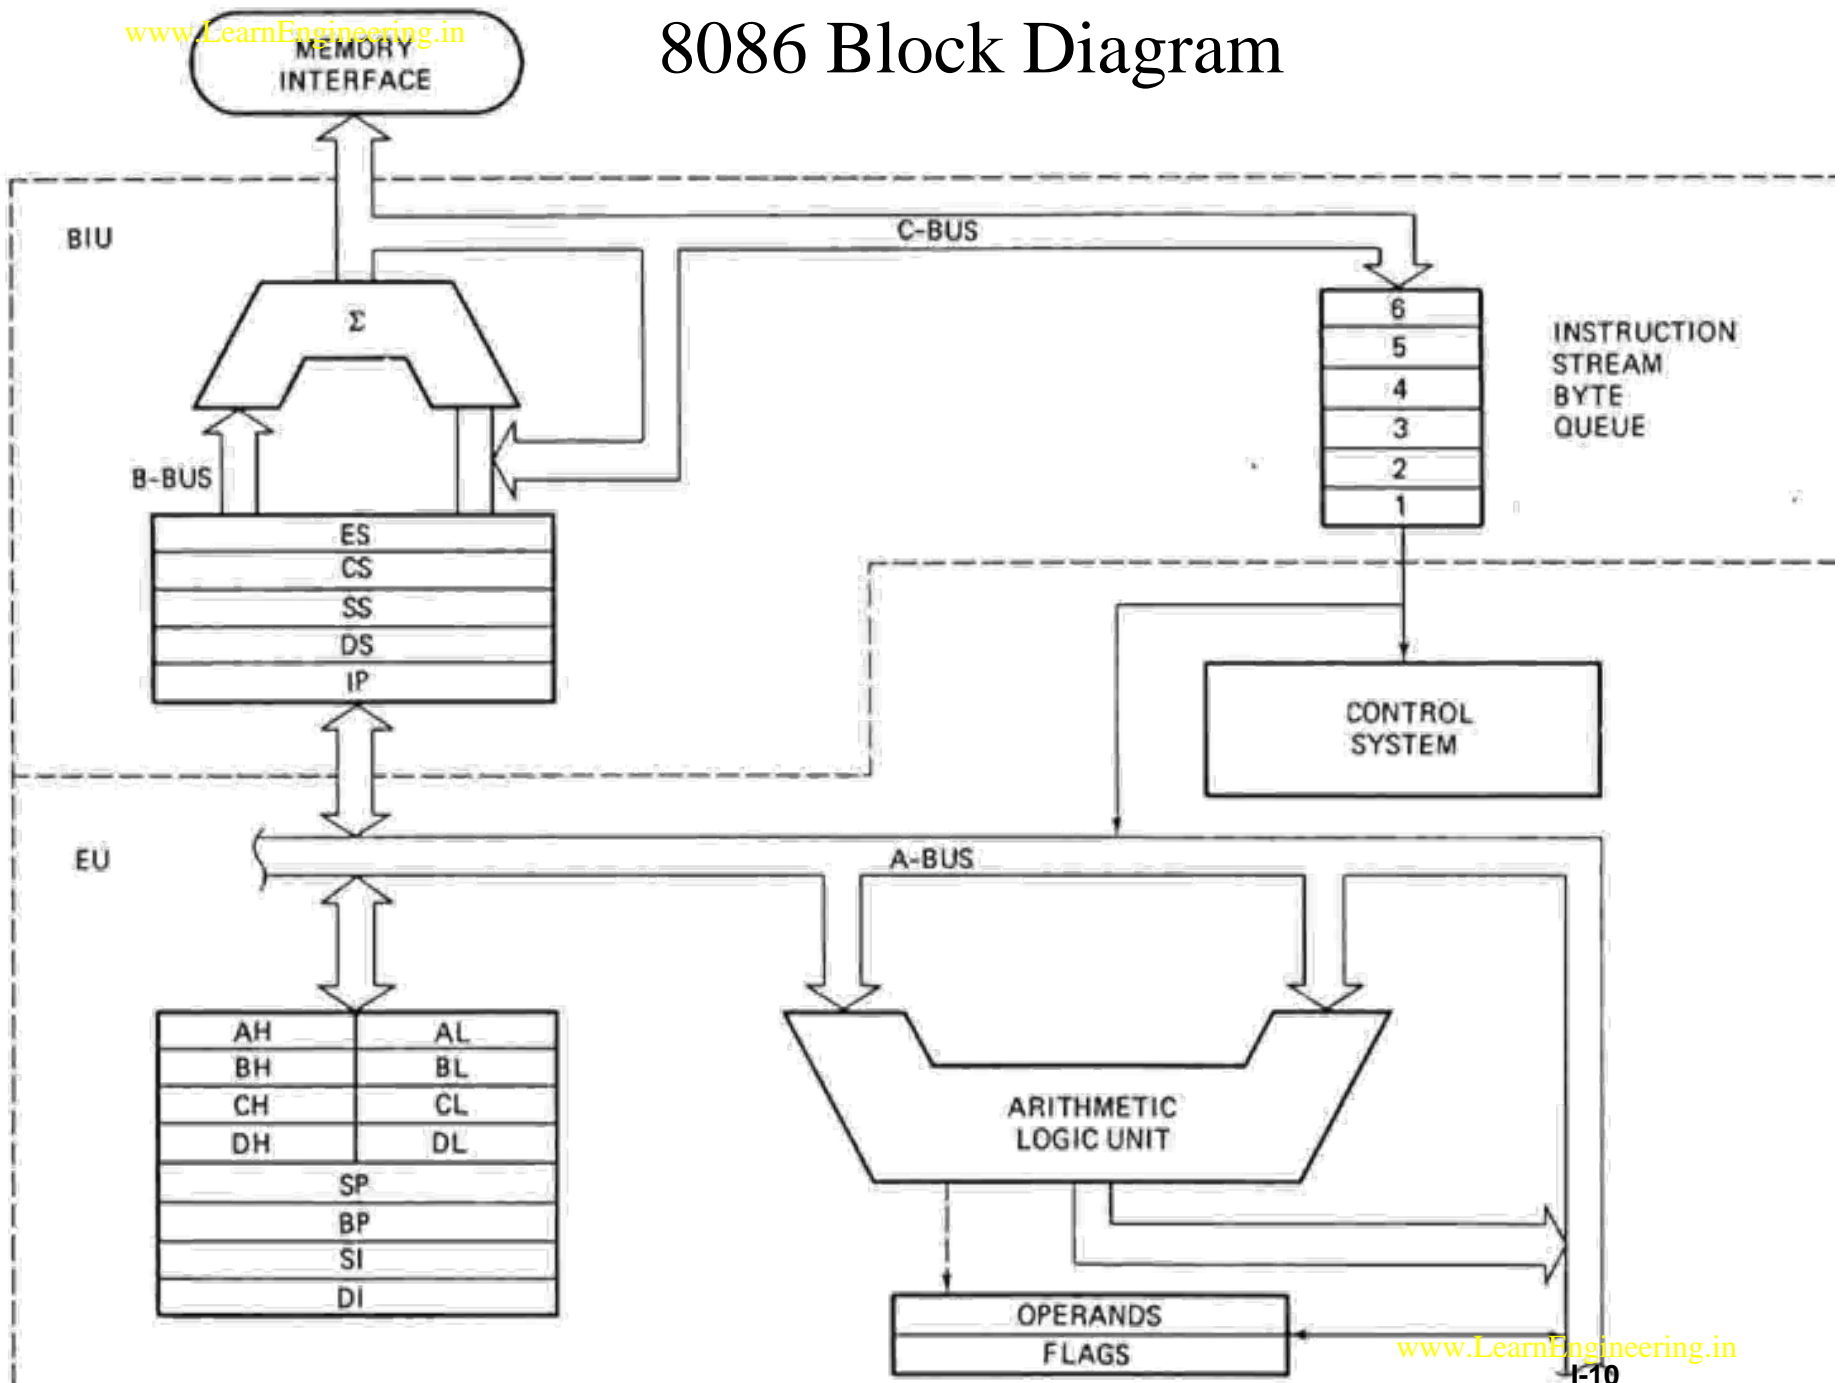 www.LearnEngineering.in
8086 Block Diagram
MEMORY
INTERFACE
BIU
C-BUS
Σ
6
5
4
3
2
1
INSTRUCTION
STREAM
BYTE
QUEUE
B-BUS
ES
CS
SS
DS
IP
CONTROL
SYSTEM
EU
A-BUS
AH AL
BH BL
CH CL
DH DL
SP
BP
SI
DI
ARITHMETIC
LOGIC UNIT
OPERANDS
FLAGS
www.LearnEngineering.in
I-10